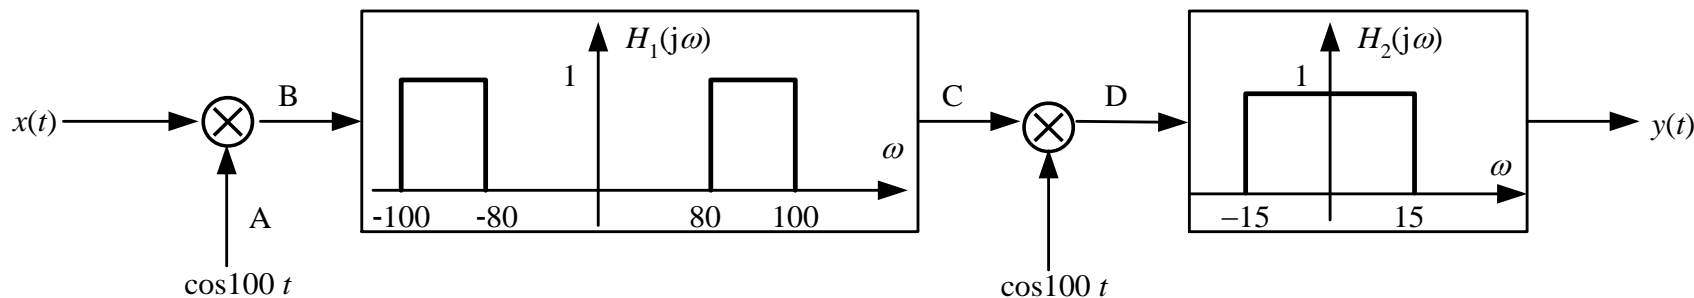 x(t)
B
A
cos100 t
H₁(jω)
1
ω
-100
-80
80
100
C
D
cos100 t
H₂(jω)
1
ω
–15
15
y(t)